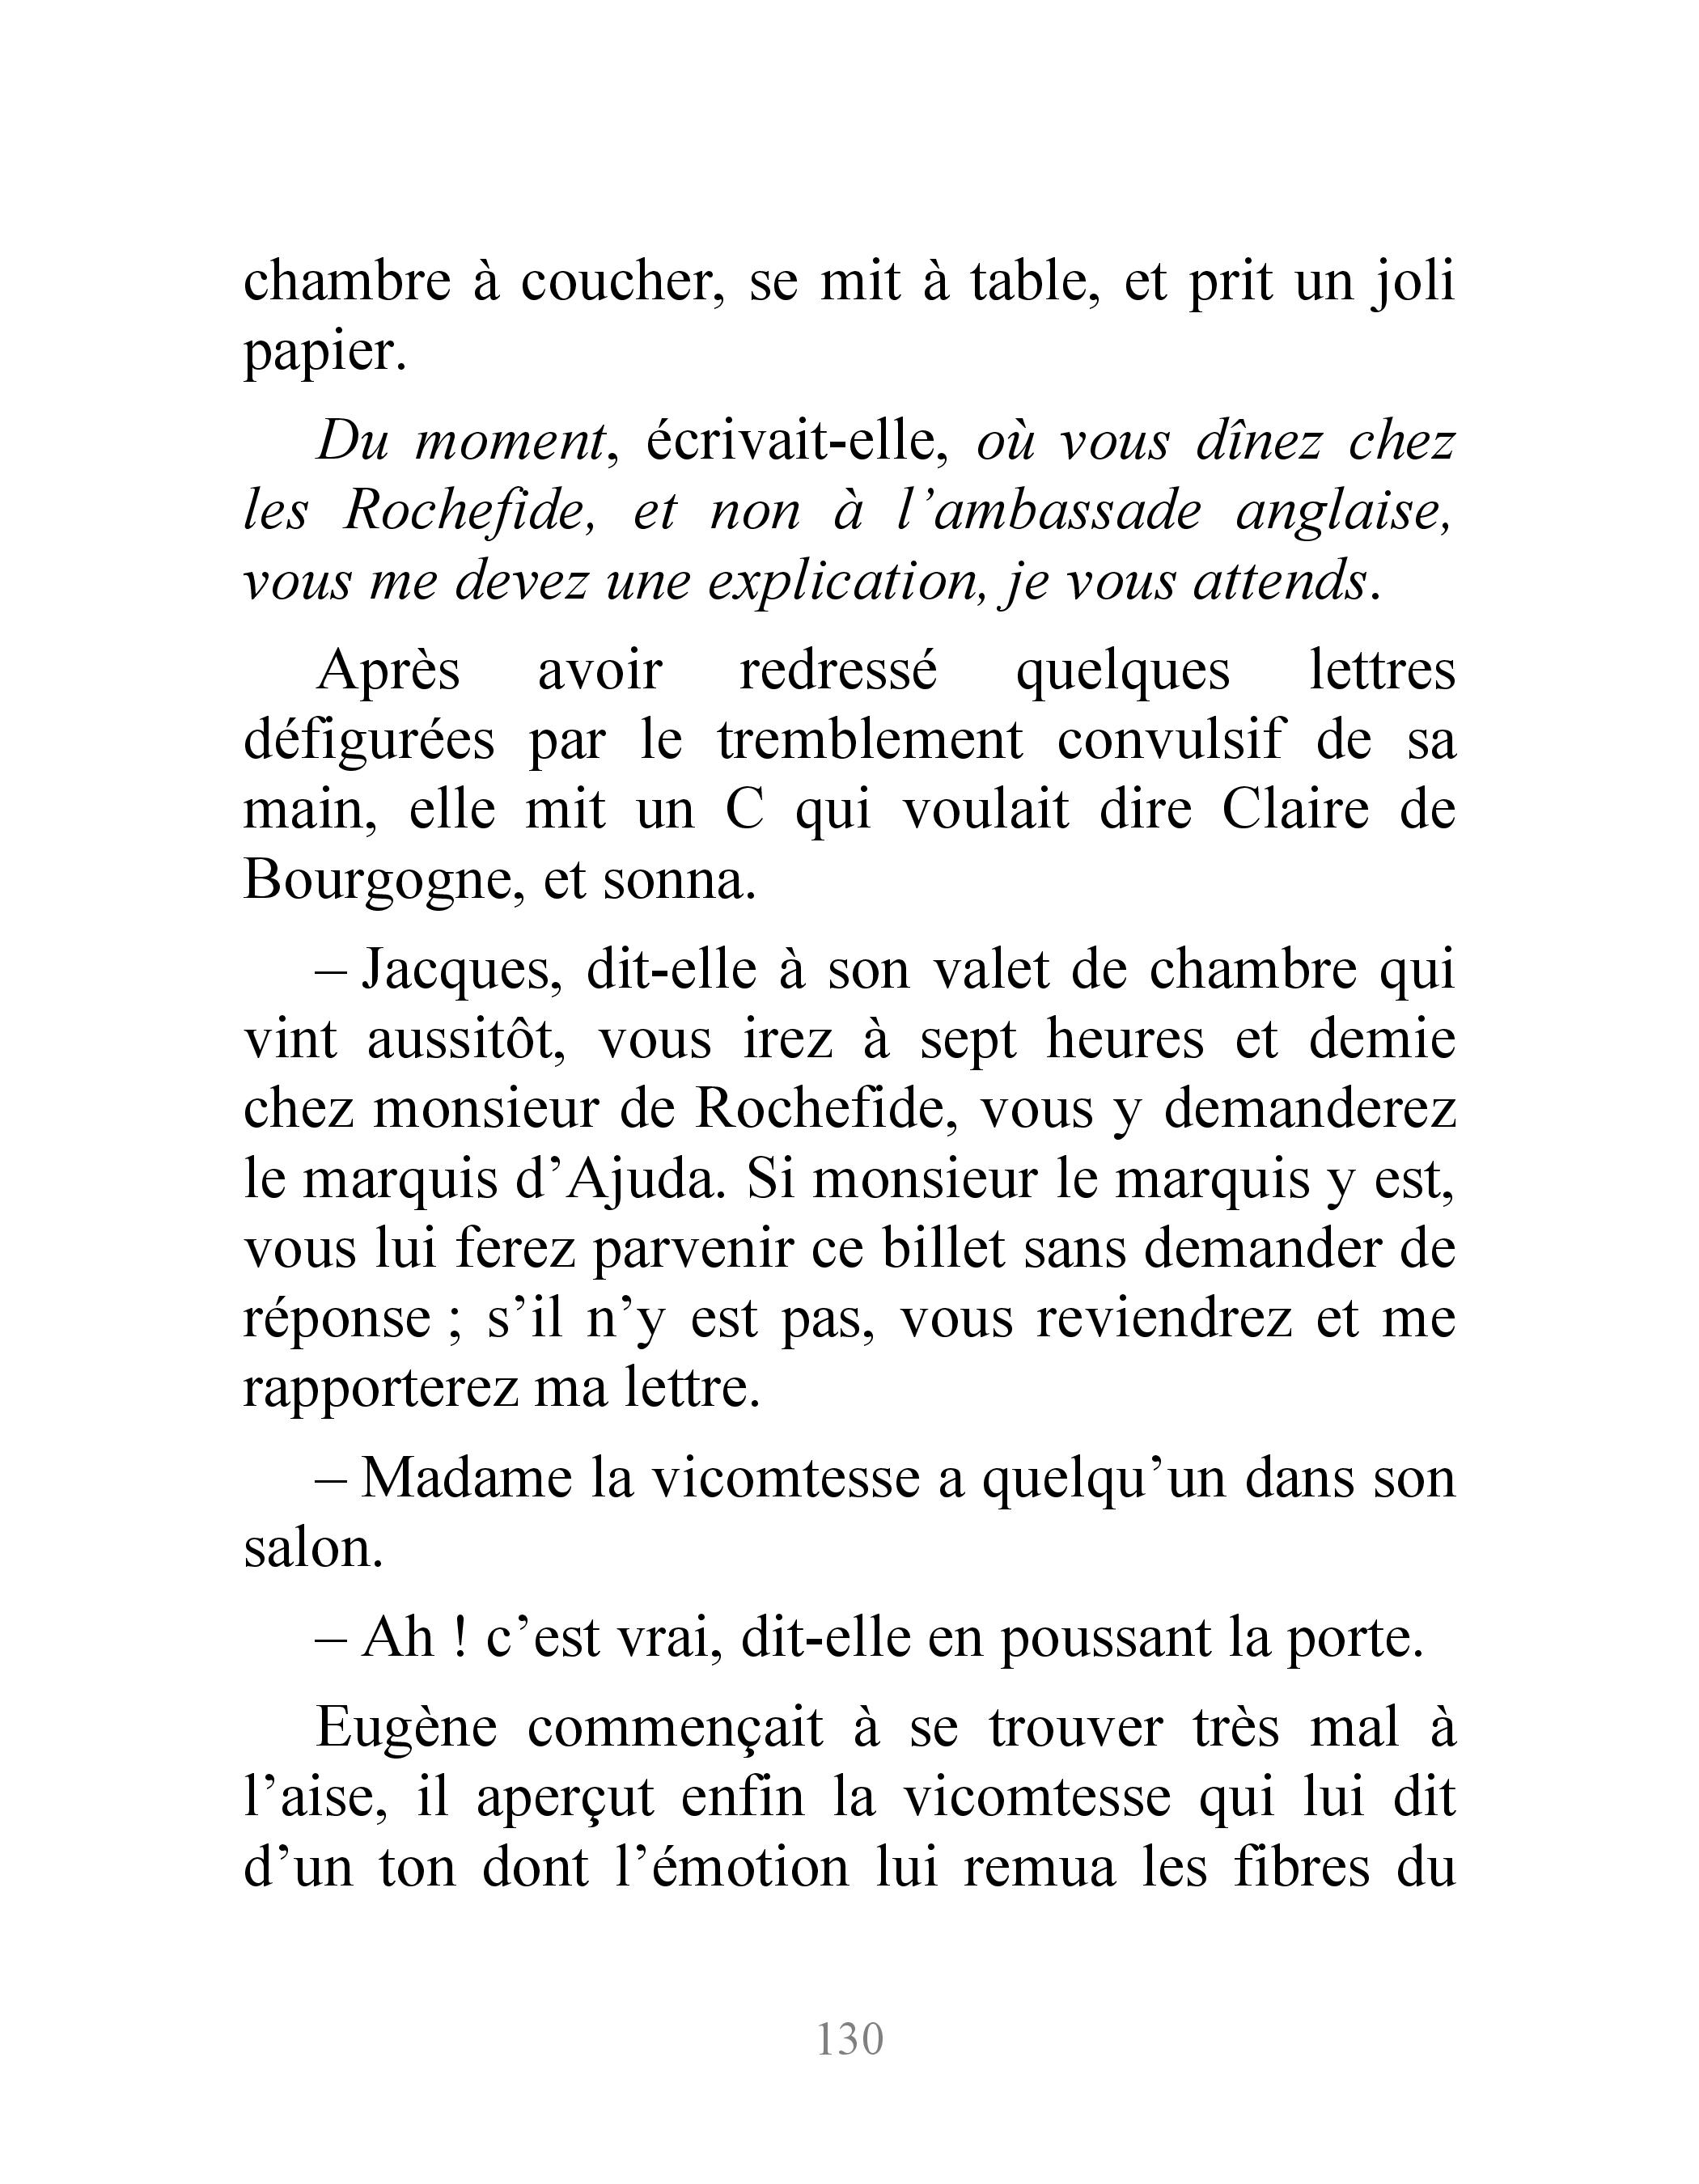 chambre à coucher, se mit à table, et prit un joli
papier.
Du moment, écrivait-elle, où vous dînez chez
les Rochefide, et non à l’ambassade anglaise,
vous me devez une explication, je vous attends.
Après avoir redressé quelques lettres
défigurées par le tremblement convulsif de sa
main, elle mit un C qui voulait dire Claire de
Bourgogne, et sonna.
– Jacques, dit-elle à son valet de chambre qui
vint aussitôt, vous irez à sept heures et demie
chez monsieur de Rochefide, vous y demanderez
le marquis d’Ajuda. Si monsieur le marquis y est,
vous lui ferez parvenir ce billet sans demander de
réponse ; s’il n’y est pas, vous reviendrez et me
rapporterez ma lettre.
– Madame la vicomtesse a quelqu’un dans son
salon.
– Ah ! c’est vrai, dit-elle en poussant la porte.
Eugène commençait à se trouver très mal à
l’aise, il aperçut enfin la vicomtesse qui lui dit
d’un ton dont l’émotion lui remua les fibres du
130